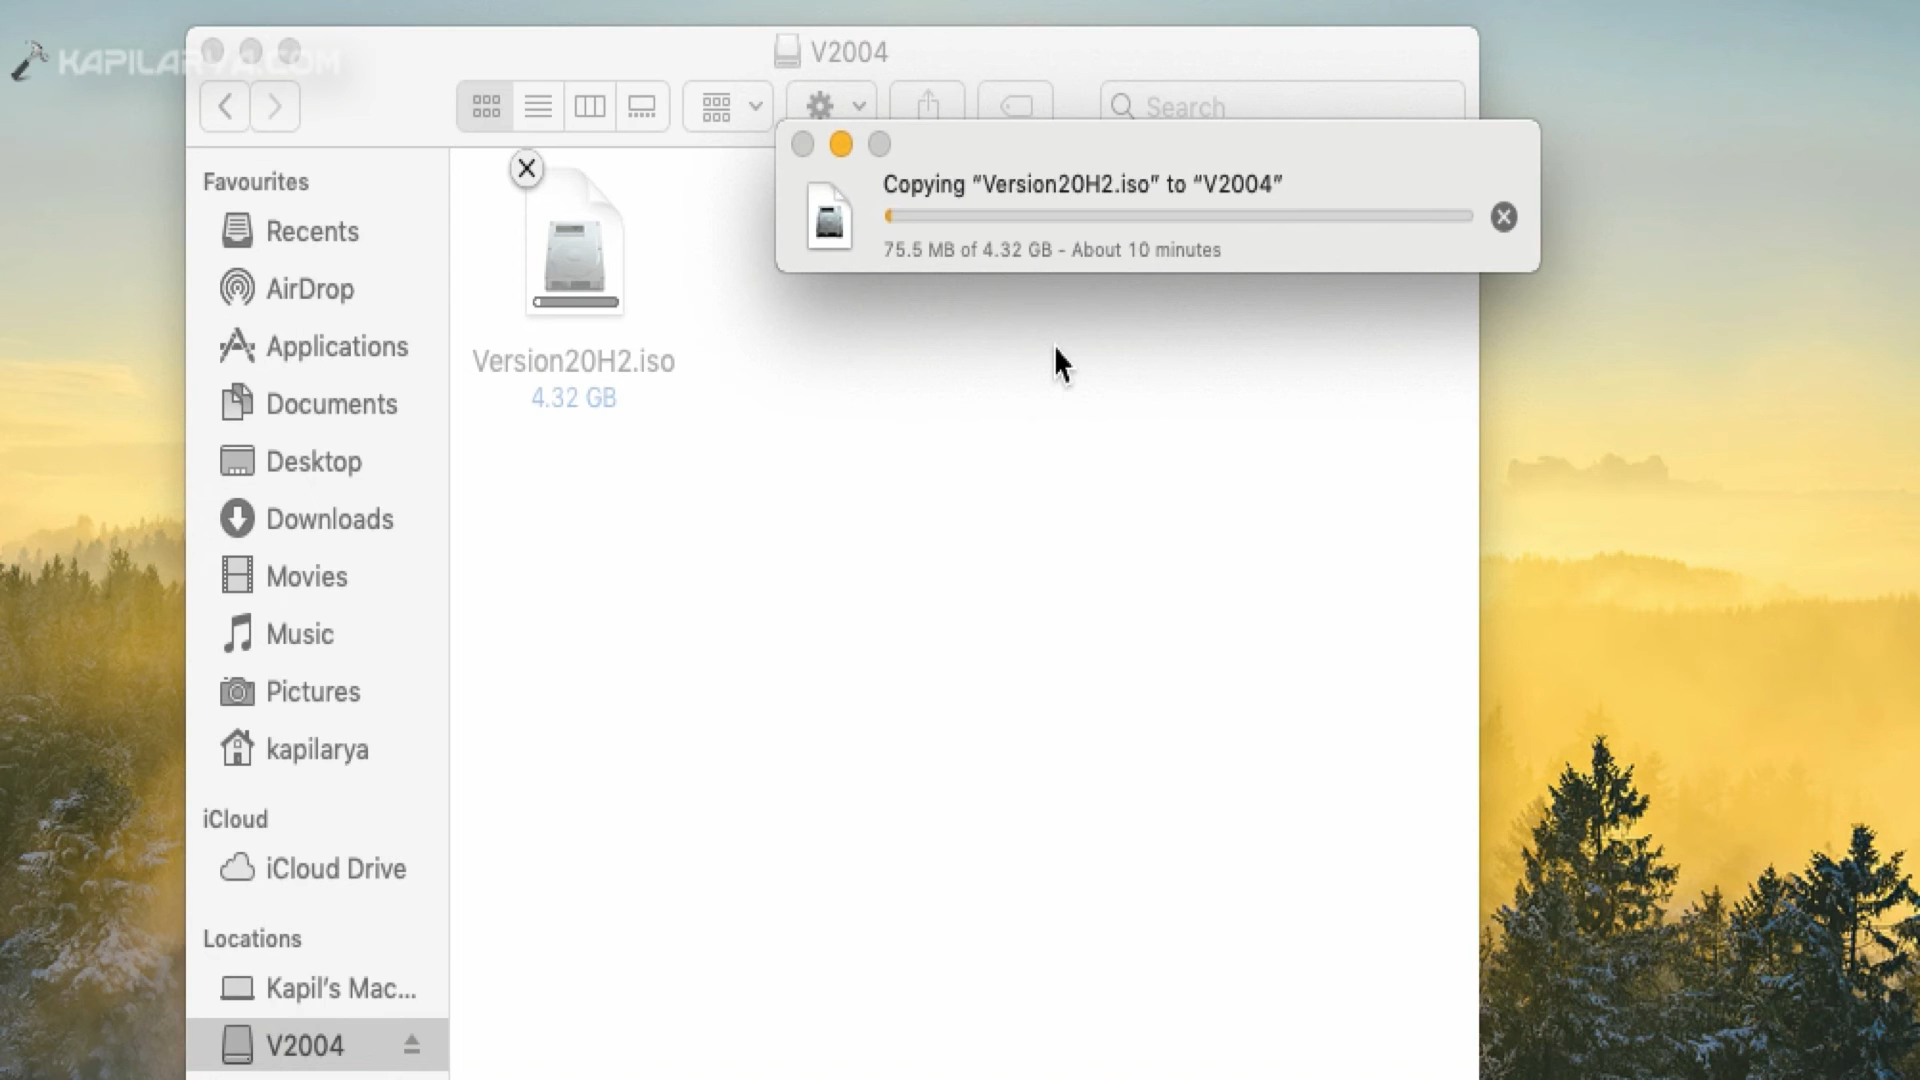 KAPILARYA.COM
V2004
Search
Copying “Version20H2.iso” to “V2004”
75.5 MB of 4.32 GB - About 10 minutes
Version20H2.iso
4.32 GB
Favourites
Recents
AirDrop
Applications
Documents
Desktop
Downloads
Movies
Music
Pictures
kapilarya
iCloud
iCloud Drive
Locations
Kapil’s Mac...
V2004